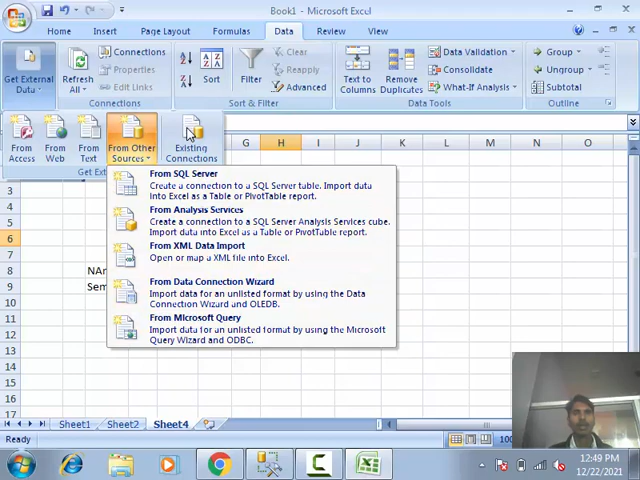 Book1 - Microsoft Excel
Home Insert Page Layout Formulas Data Review View
Get External Data
Refresh All
Connections
Properties
Edit Links
Connections
Sort
Filter
Clear
Reapply
Advanced
Sort & Filter
Text to Columns
Remove Duplicates
Data Validation
Consolidate
What-If Analysis
Data Tools
Group
Ungroup
Subtotal
Outline
From Access
From Web
From Text
From Other Sources
Existing Connections
Get Ext
G H I J K L M N O
From SQL Server
Create a connection to a SQL Server table. Import data
into Excel as a Table or PivotTable report.
From Analysis Services
Create a connection to a SQL Server Analysis Services cube.
Import data into Excel as a Table or PivotTable report.
From XML Data Import
Open or map a XML file into Excel.
From Data Connection Wizard
Import data for an unlisted format by using the Data
Connection Wizard and OLEDB.
From Microsoft Query
Import data for an unlisted format by using the Microsoft
Query Wizard and ODBC.
3
4
5
6
7
8
9 Sem
10
11
12
13
14
15
16
17
Sheet1 Sheet2 Sheet4
Ready
12:49 PM
12/22/2021